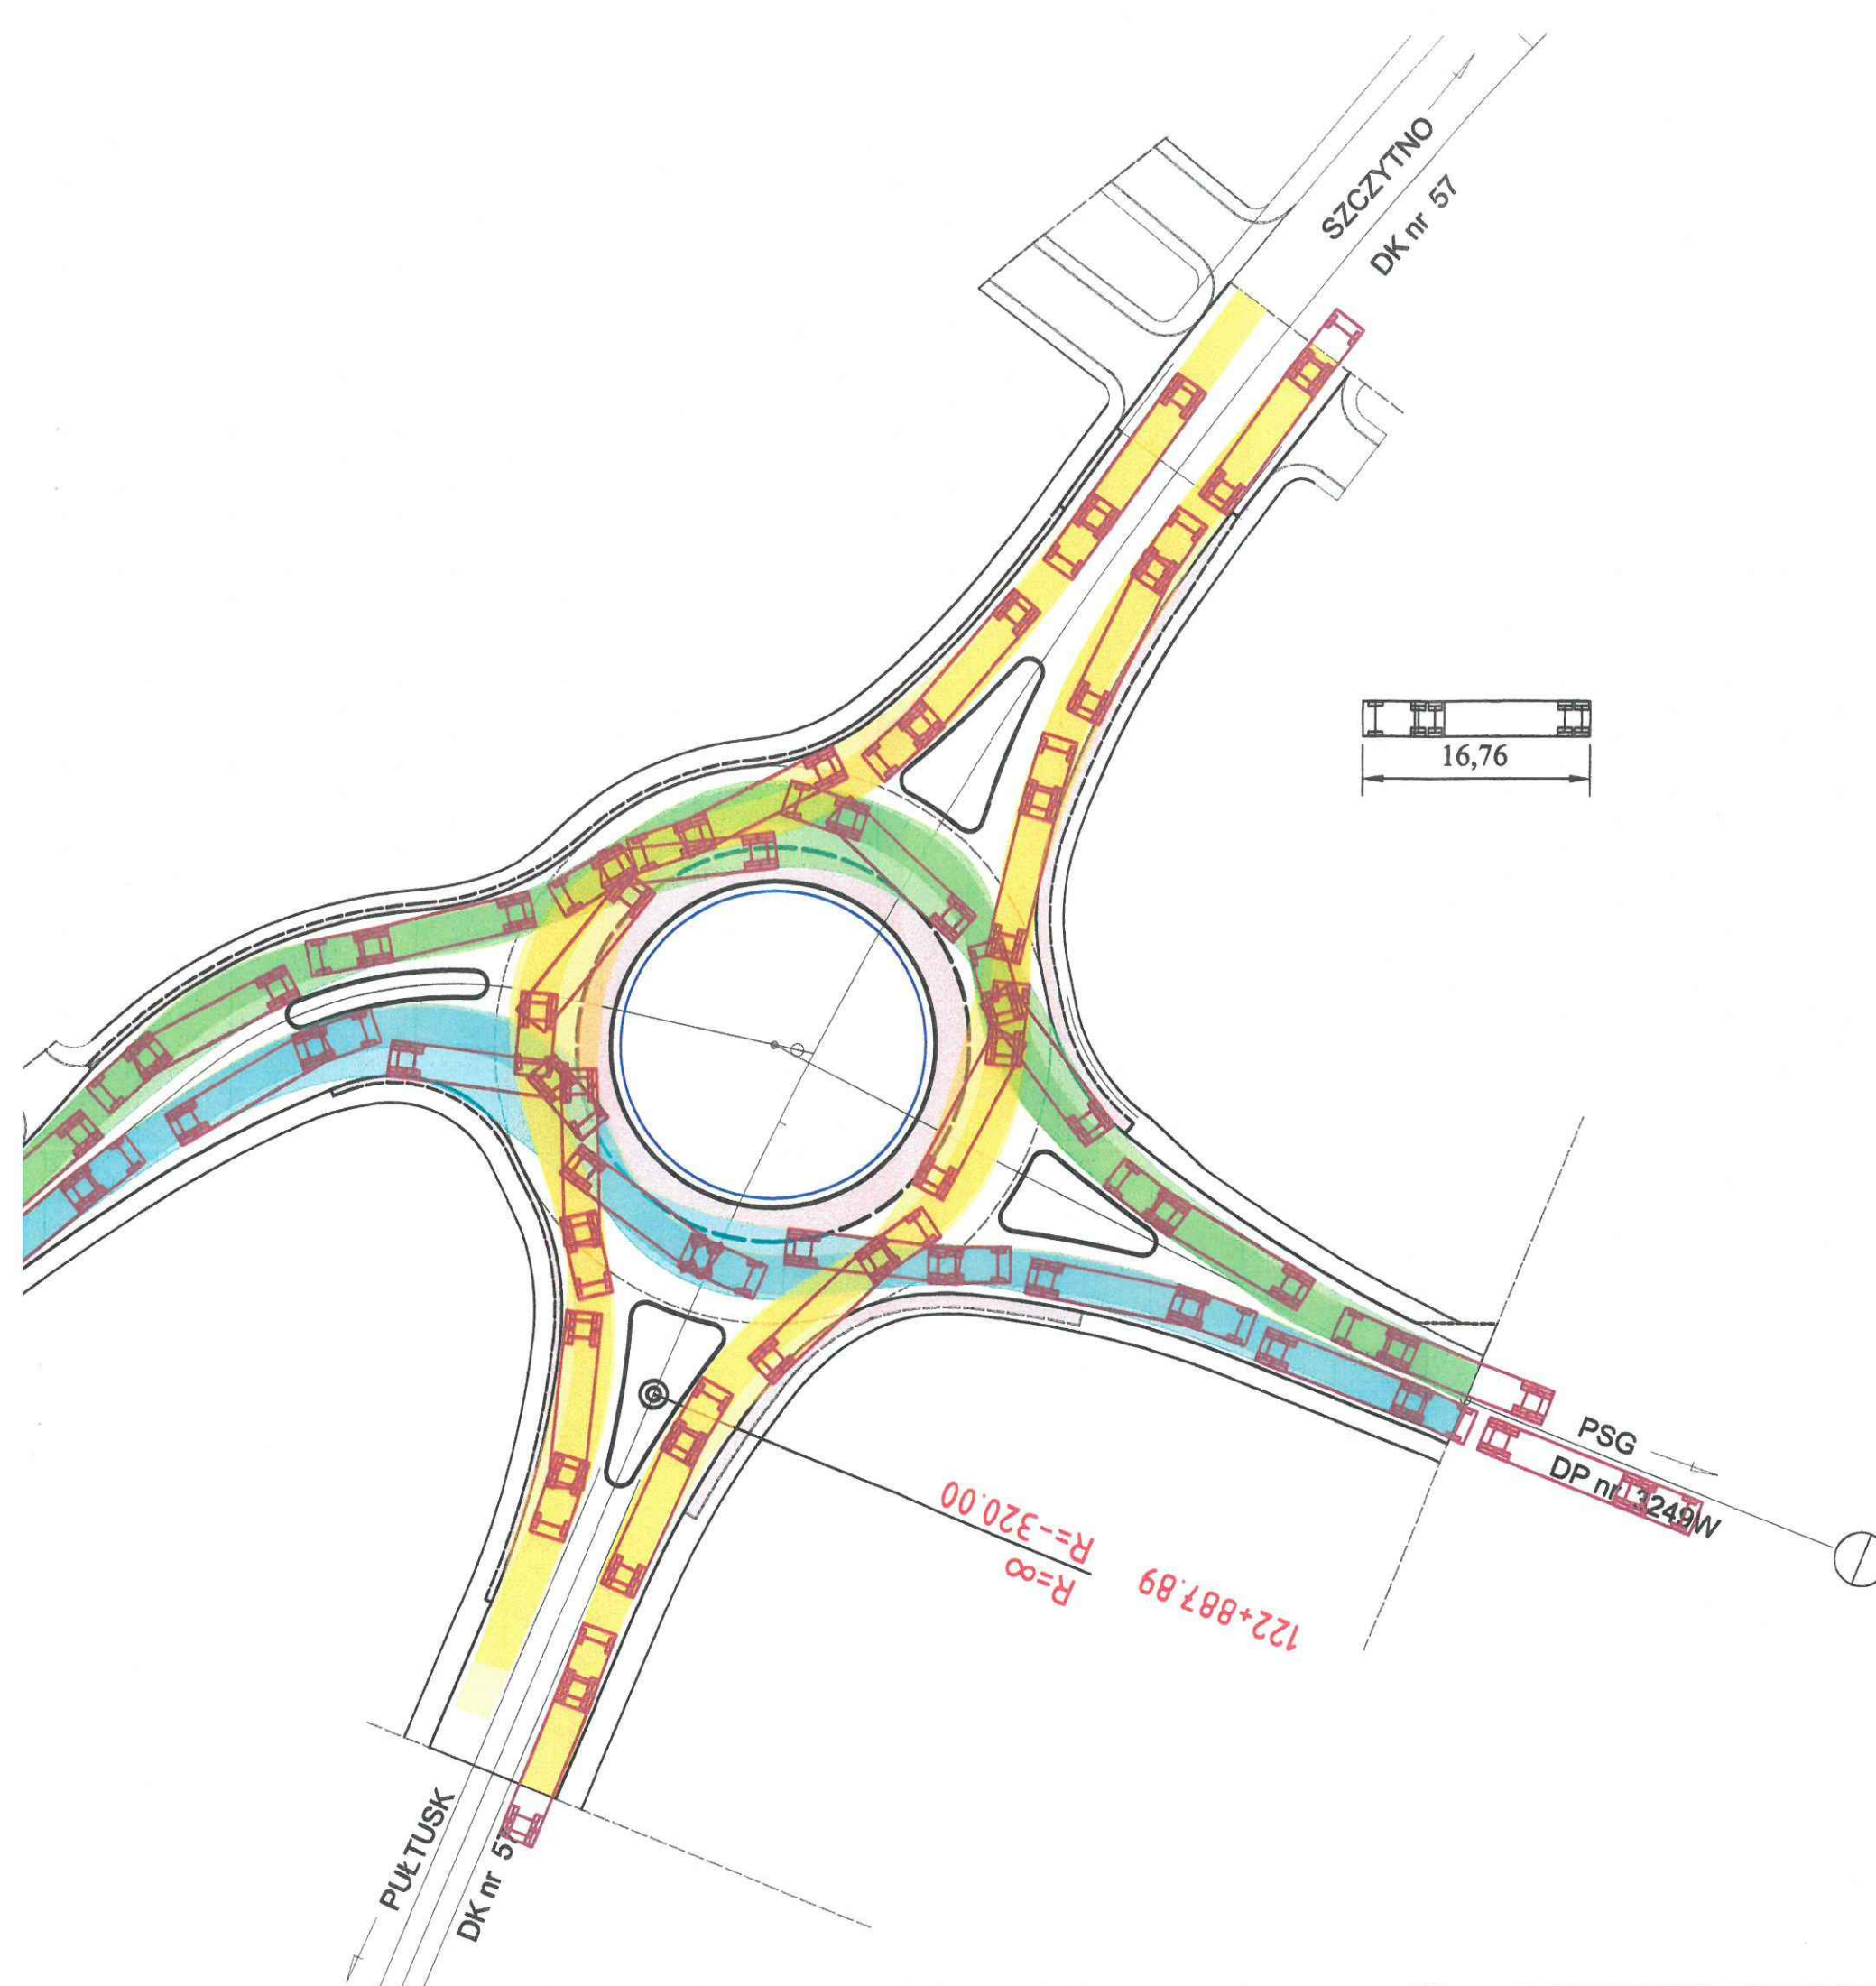 SZCZYTNO
DK nr 57
16,76
PSG
DP nr 3249W
R=-320.00
R=∞
122+887.89
PUŁTUSK
DK nr 57